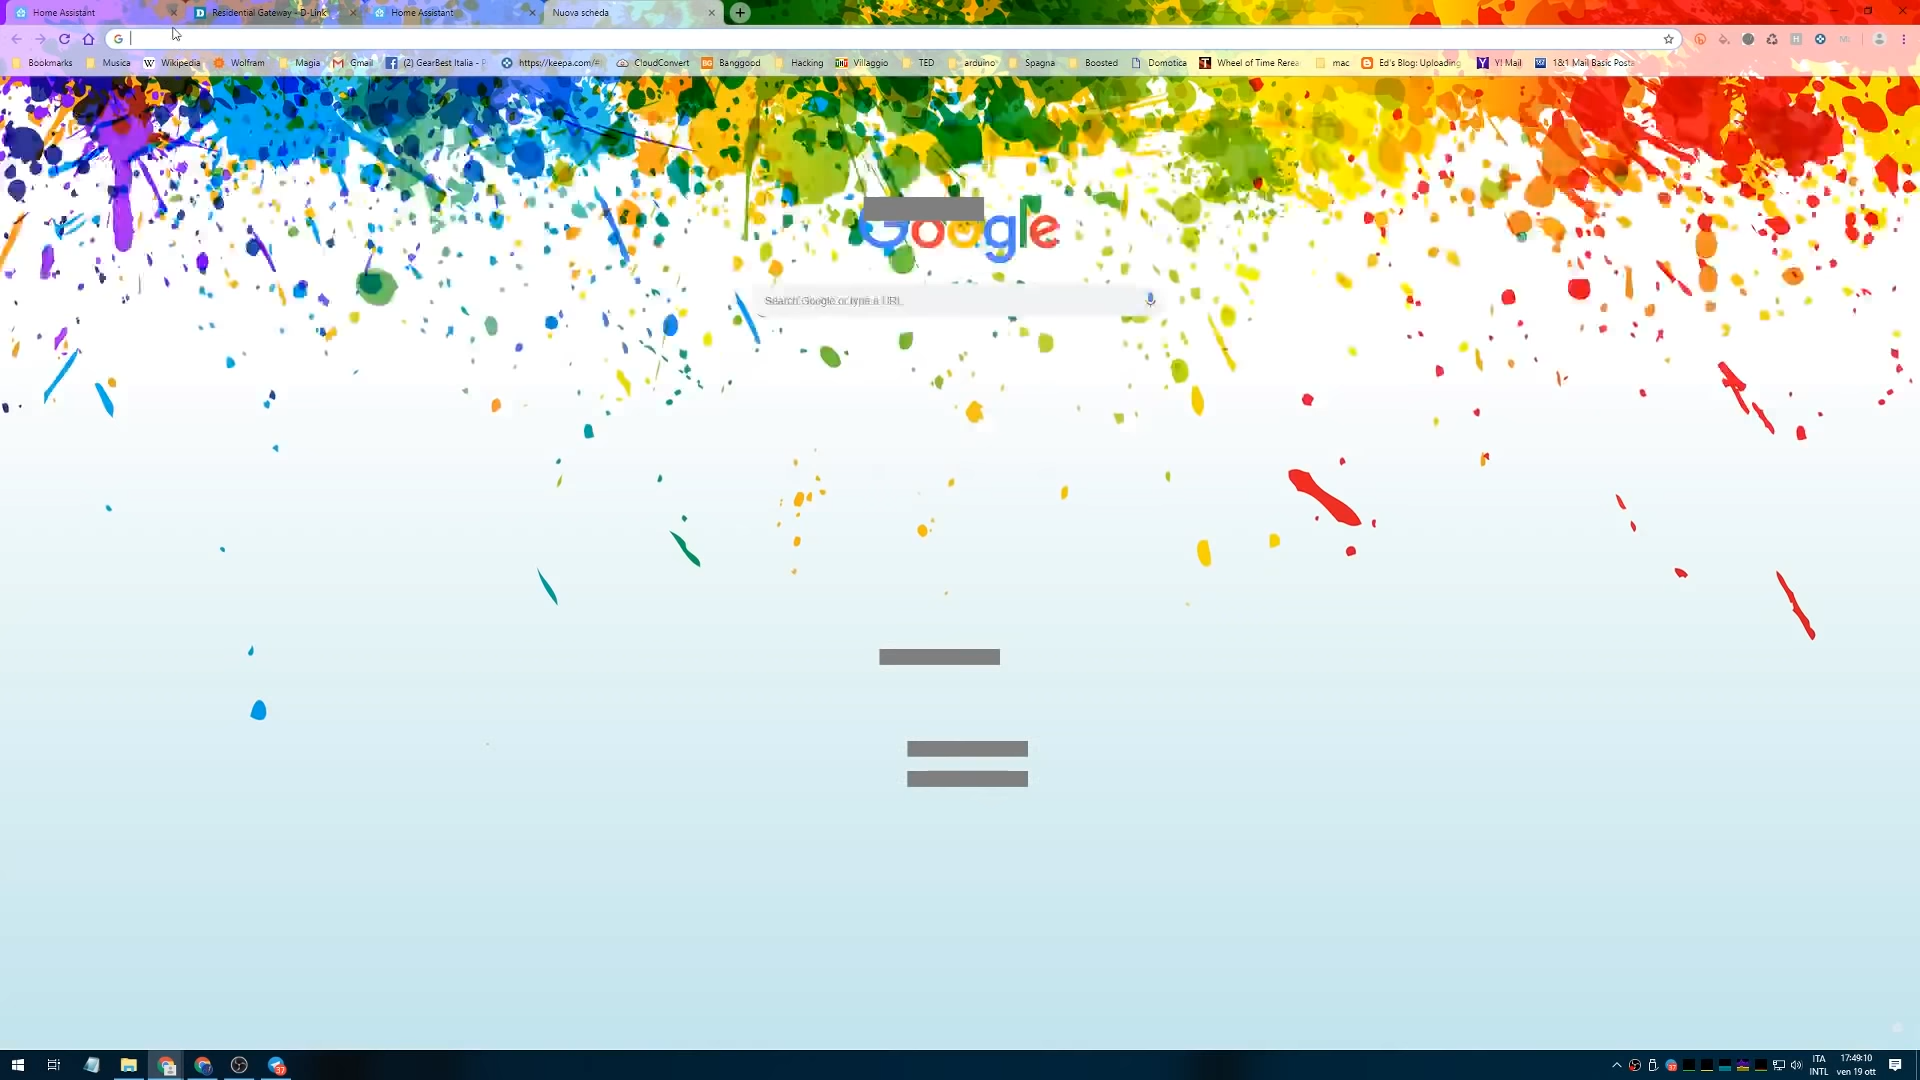 Home Assistant
Residential Gateway - D-Link
Home Assistant
Nuova scheda
Bookmarks
Musica
Wikipedia
Wolfram
Magia
Gmail
(2) GearBest Italia -
https://keepa.com/#
CloudConvert
Banggood
Hacking
Villaggio
TED
arduino
Spagna
Boosted
Domotica
Wheel of Time Rerea
mac
Ed's Blog: Uploading
Y! Mail
1&1 Mail Basic Posta
Google
Search Google or type a URL
37
ITA
INTL
17:49:10
ven 19 ott